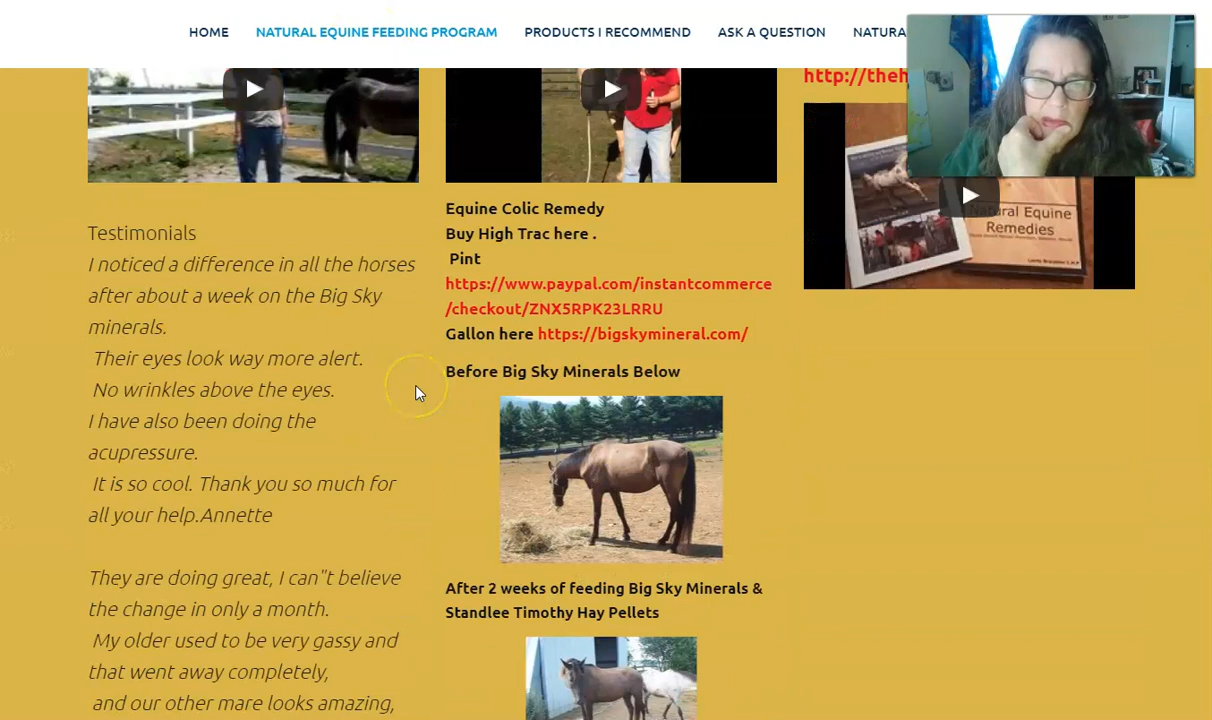 HOME NATURAL EQUINE FEEDING PROGRAM PRODUCTS I RECOMMEND ASK A QUESTION NATURA
http://theh
Natural Equine
Remedies
Testimonials
I noticed a difference in all the horses
after about a week on the Big Sky
minerals.
Their eyes look way more alert.
No wrinkles above the eyes.
I have also been doing the
acupressure.
It is so cool. Thank you so much for
all your help.Annette
They are doing great, I can"t believe
the change in only a month.
My older used to be very gassy and
that went away completely,
and our other mare looks amazing,
Equine Colic Remedy
Buy High Trac here .
Pint
https://www.paypal.com/instantcommerce
/checkout/ZNX5RPK23LRRU
Gallon here https://bigskymineral.com/
Before Big Sky Minerals Below
After 2 weeks of feeding Big Sky Minerals &
Standlee Timothy Hay Pellets